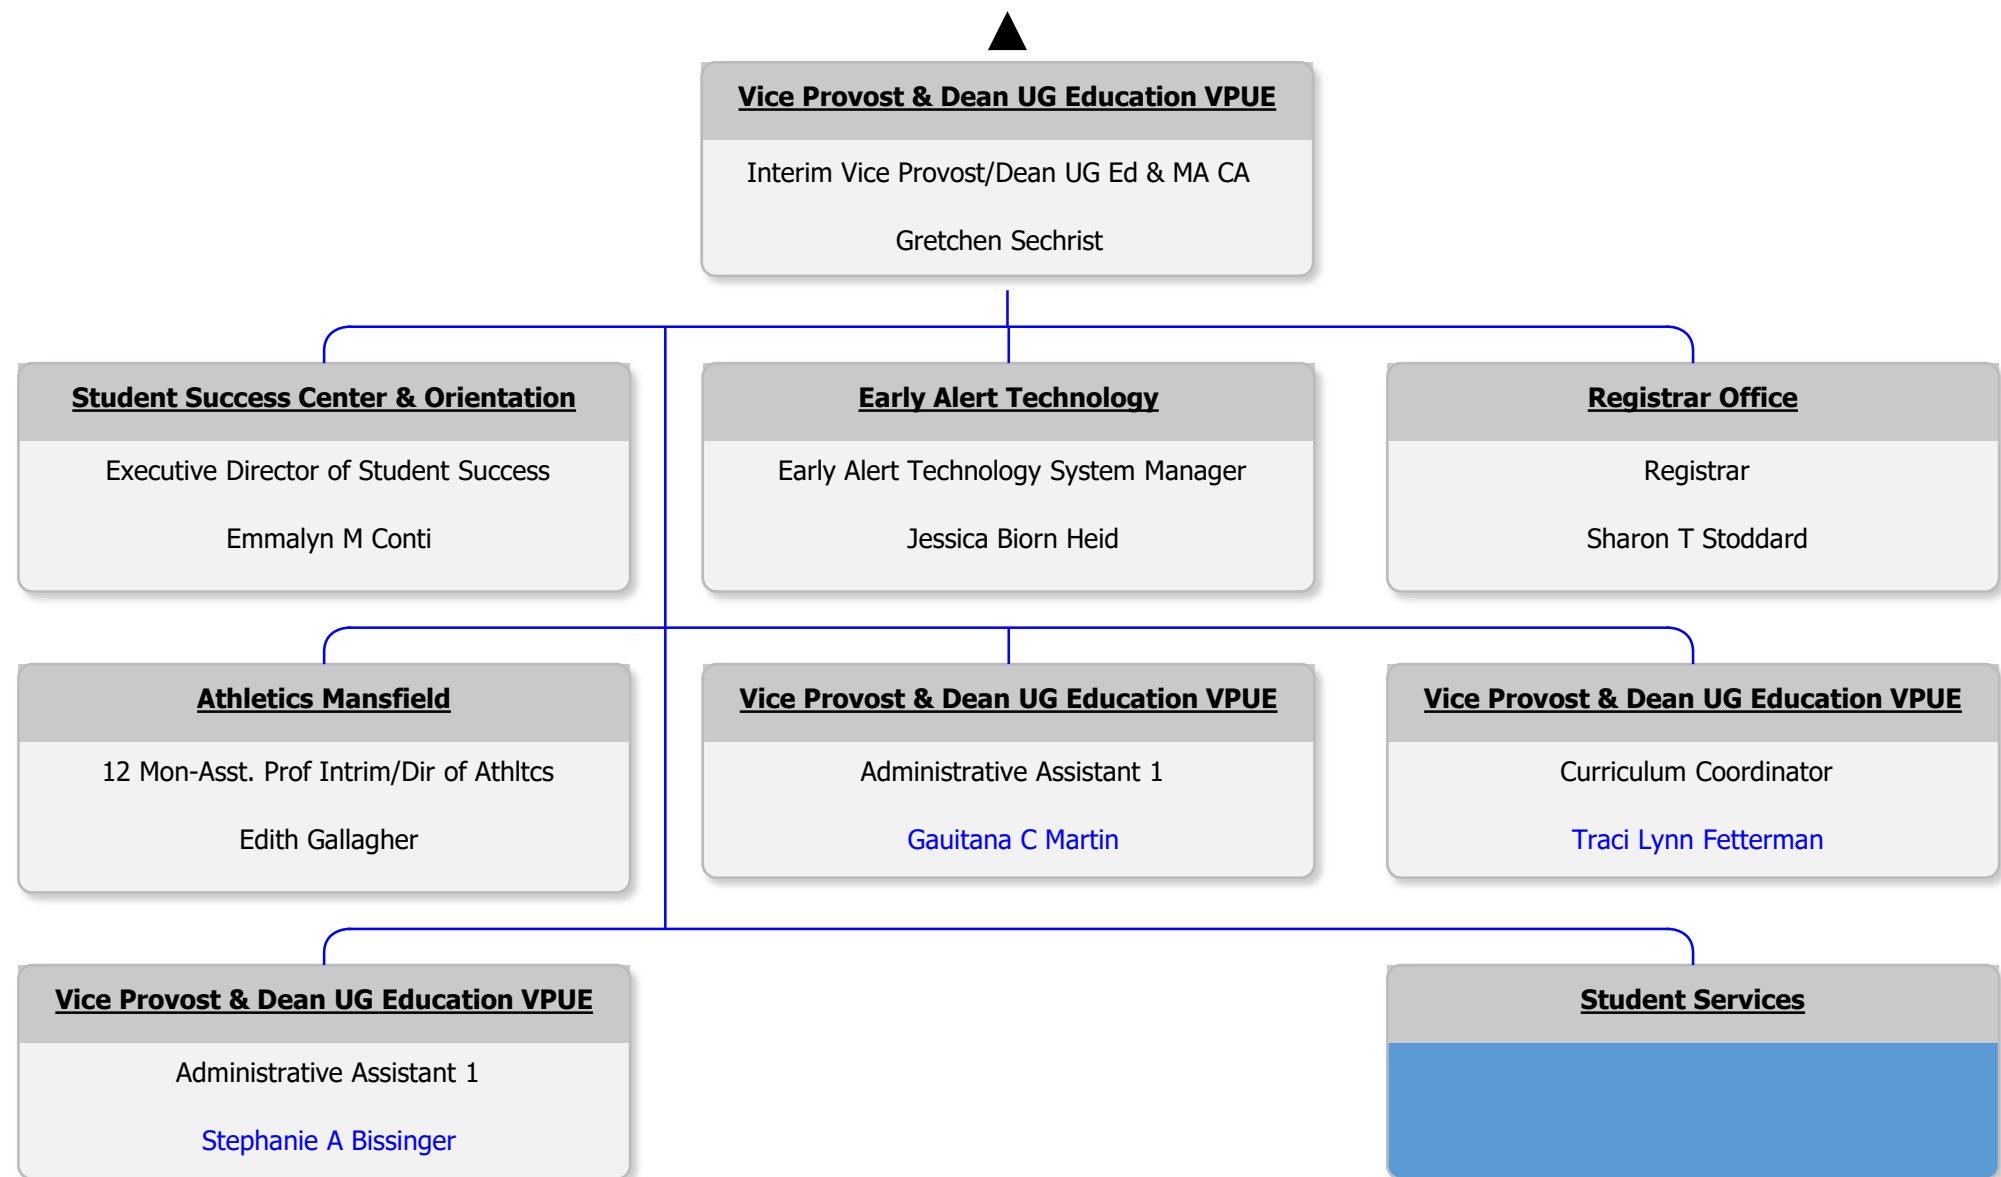 Vice Provost & Dean UG Education VPUE
Interim Vice Provost/Dean UG Ed & MA CA
Gretchen Sechrist
Student Success Center & Orientation
Executive Director of Student Success
Emmalyn M Conti
Early Alert Technology
Early Alert Technology System Manager
Jessica Biorn Heid
Registrar Office
Registrar
Sharon T Stoddard
Athletics Mansfield
12 Mon-Asst. Prof Intrim/Dir of Athltcs
Edith Gallagher
Vice Provost & Dean UG Education VPUE
Administrative Assistant 1
Gauitana C Martin
Vice Provost & Dean UG Education VPUE
Curriculum Coordinator
Traci Lynn Fetterman
Vice Provost & Dean UG Education VPUE
Administrative Assistant 1
Stephanie A Bissinger
Student Services